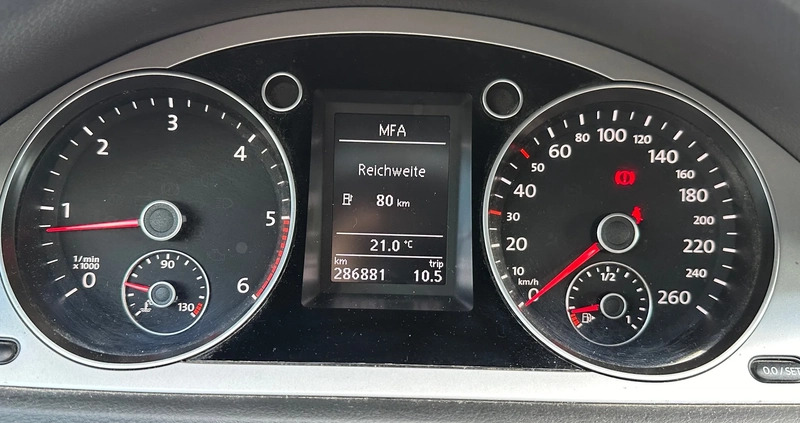 MFA
Reichweite
80 km
21.0 °C
km trip
286881 10.5
0 1 2 3 4 5 6
1/min
x 1000
90
130
0 10 20 30 40 50 60 80 100 120 140 160 180 200 220 240 260
km/h
1/2
1
0.0 / SET